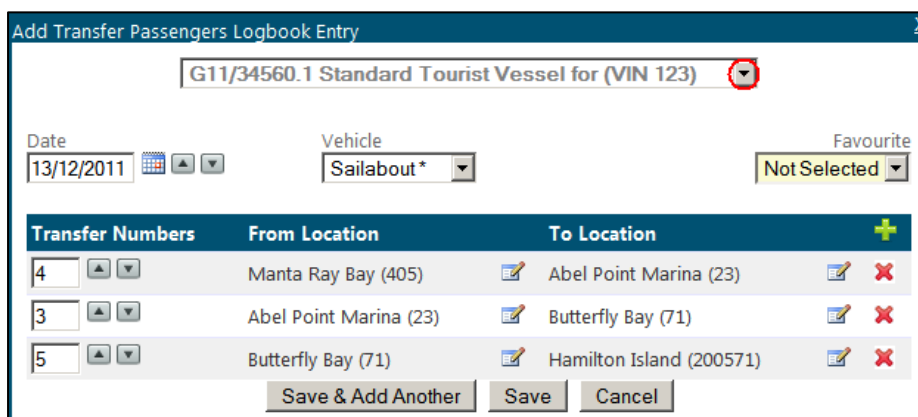 Add Transfer Passengers Logbook Entry
G11/34560.1 Standard Tourist Vessel for (VIN 123)
Date Vehicle Favourite
13/12/2011 Sailabout* Not Selected
Transfer Numbers From Location To Location
4 Manta Ray Bay (405) Abel Point Marina (23)
3 Abel Point Marina (23) Butterfly Bay (71)
5 Butterfly Bay (71) Hamilton Island (200571)
Save & Add Another Save Cancel